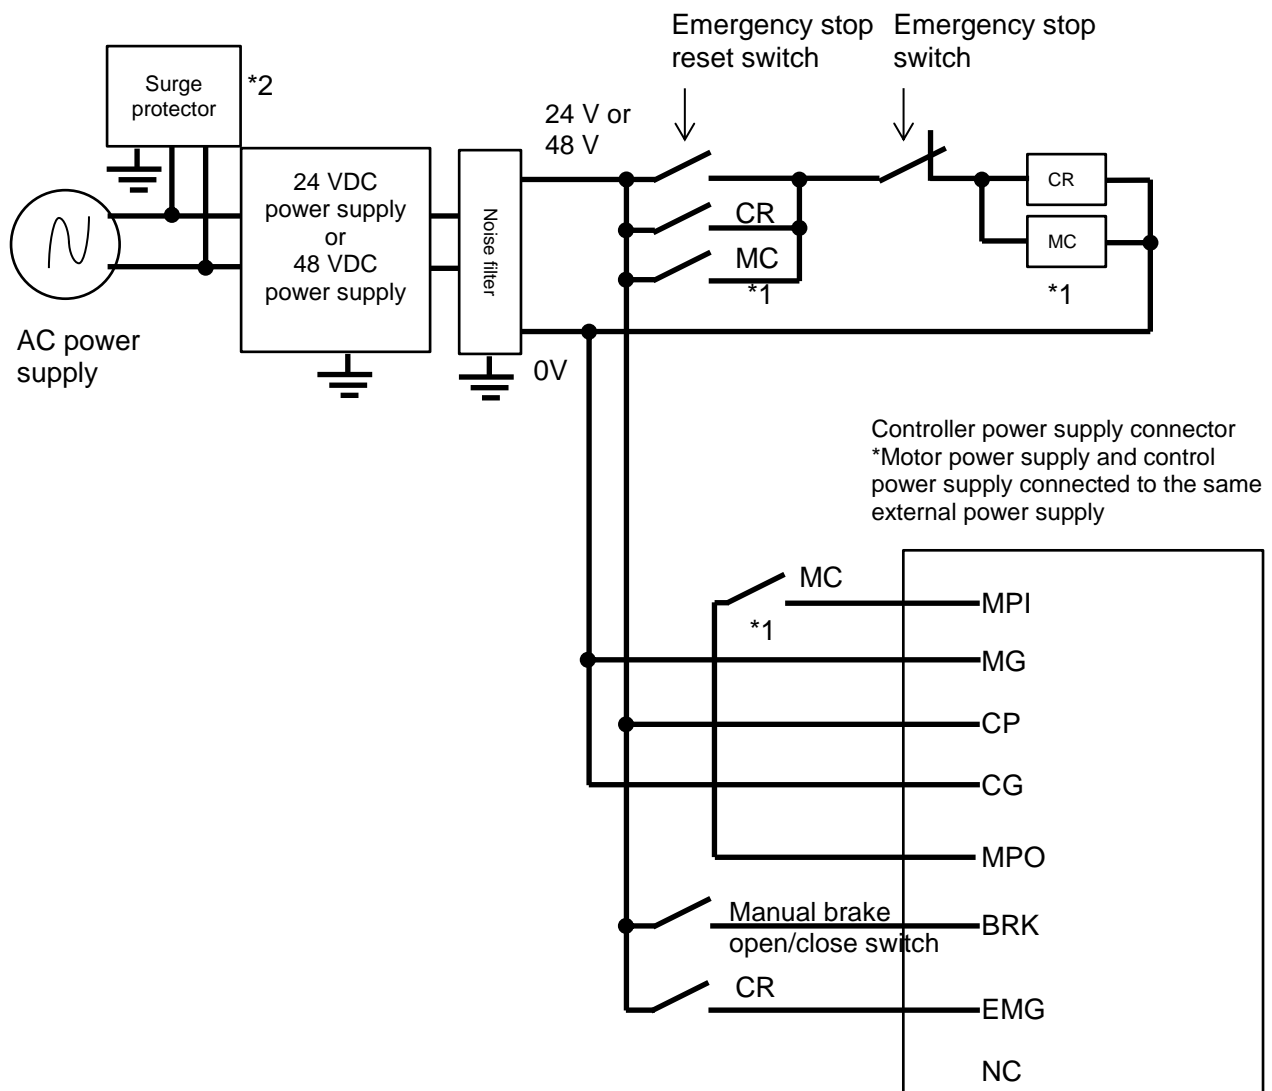 Emergency stop
reset switch
Emergency stop
switch
Surge
protector
*2
24 V or
48 V
24 VDC
power supply
or
48 VDC
power supply
Noise filter
CR
MC
*1
CR
MC
*1
AC power
supply
0V
Controller power supply connector
*Motor power supply and control
power supply connected to the same
external power supply
MC
*1
MPI
MG
CP
CG
MPO
Manual brake
open/close switch
BRK
CR
EMG
NC